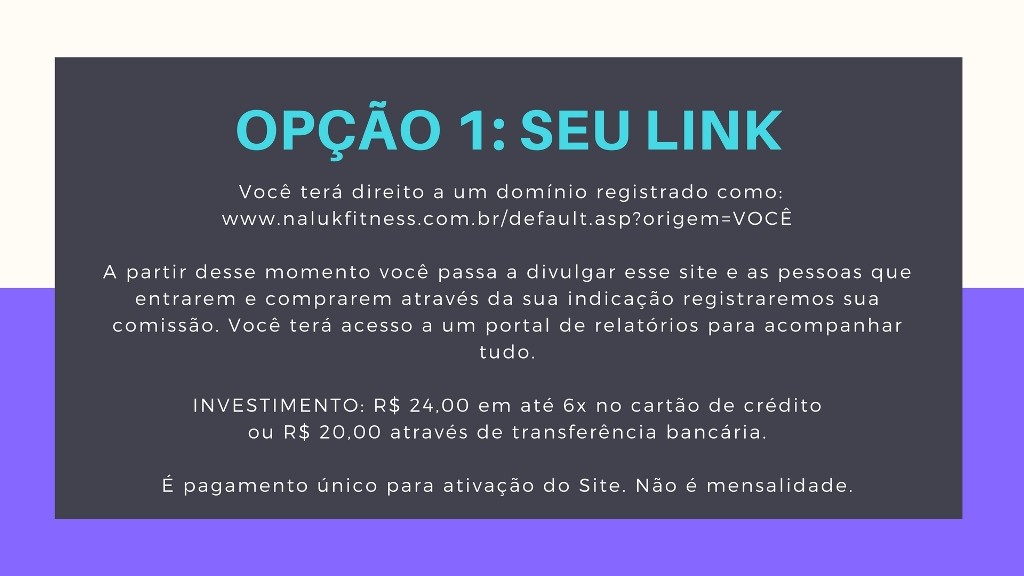 OPÇÃO 1: SEU LINK
Você terá direito a um domínio registrado como:
www.nalukfitness.com.br/default.asp?origem=VOCÊ
A partir desse momento você passa a divulgar esse site e as pessoas que
entrarem e comprarem através da sua indicação registraremos sua
comissão. Você terá acesso a um portal de relatórios para acompanhar
tudo.
INVESTIMENTO: R$ 24,00 em até 6x no cartão de crédito
ou R$ 20,00 através de transferência bancária.
É pagamento único para ativação do Site. Não é mensalidade.